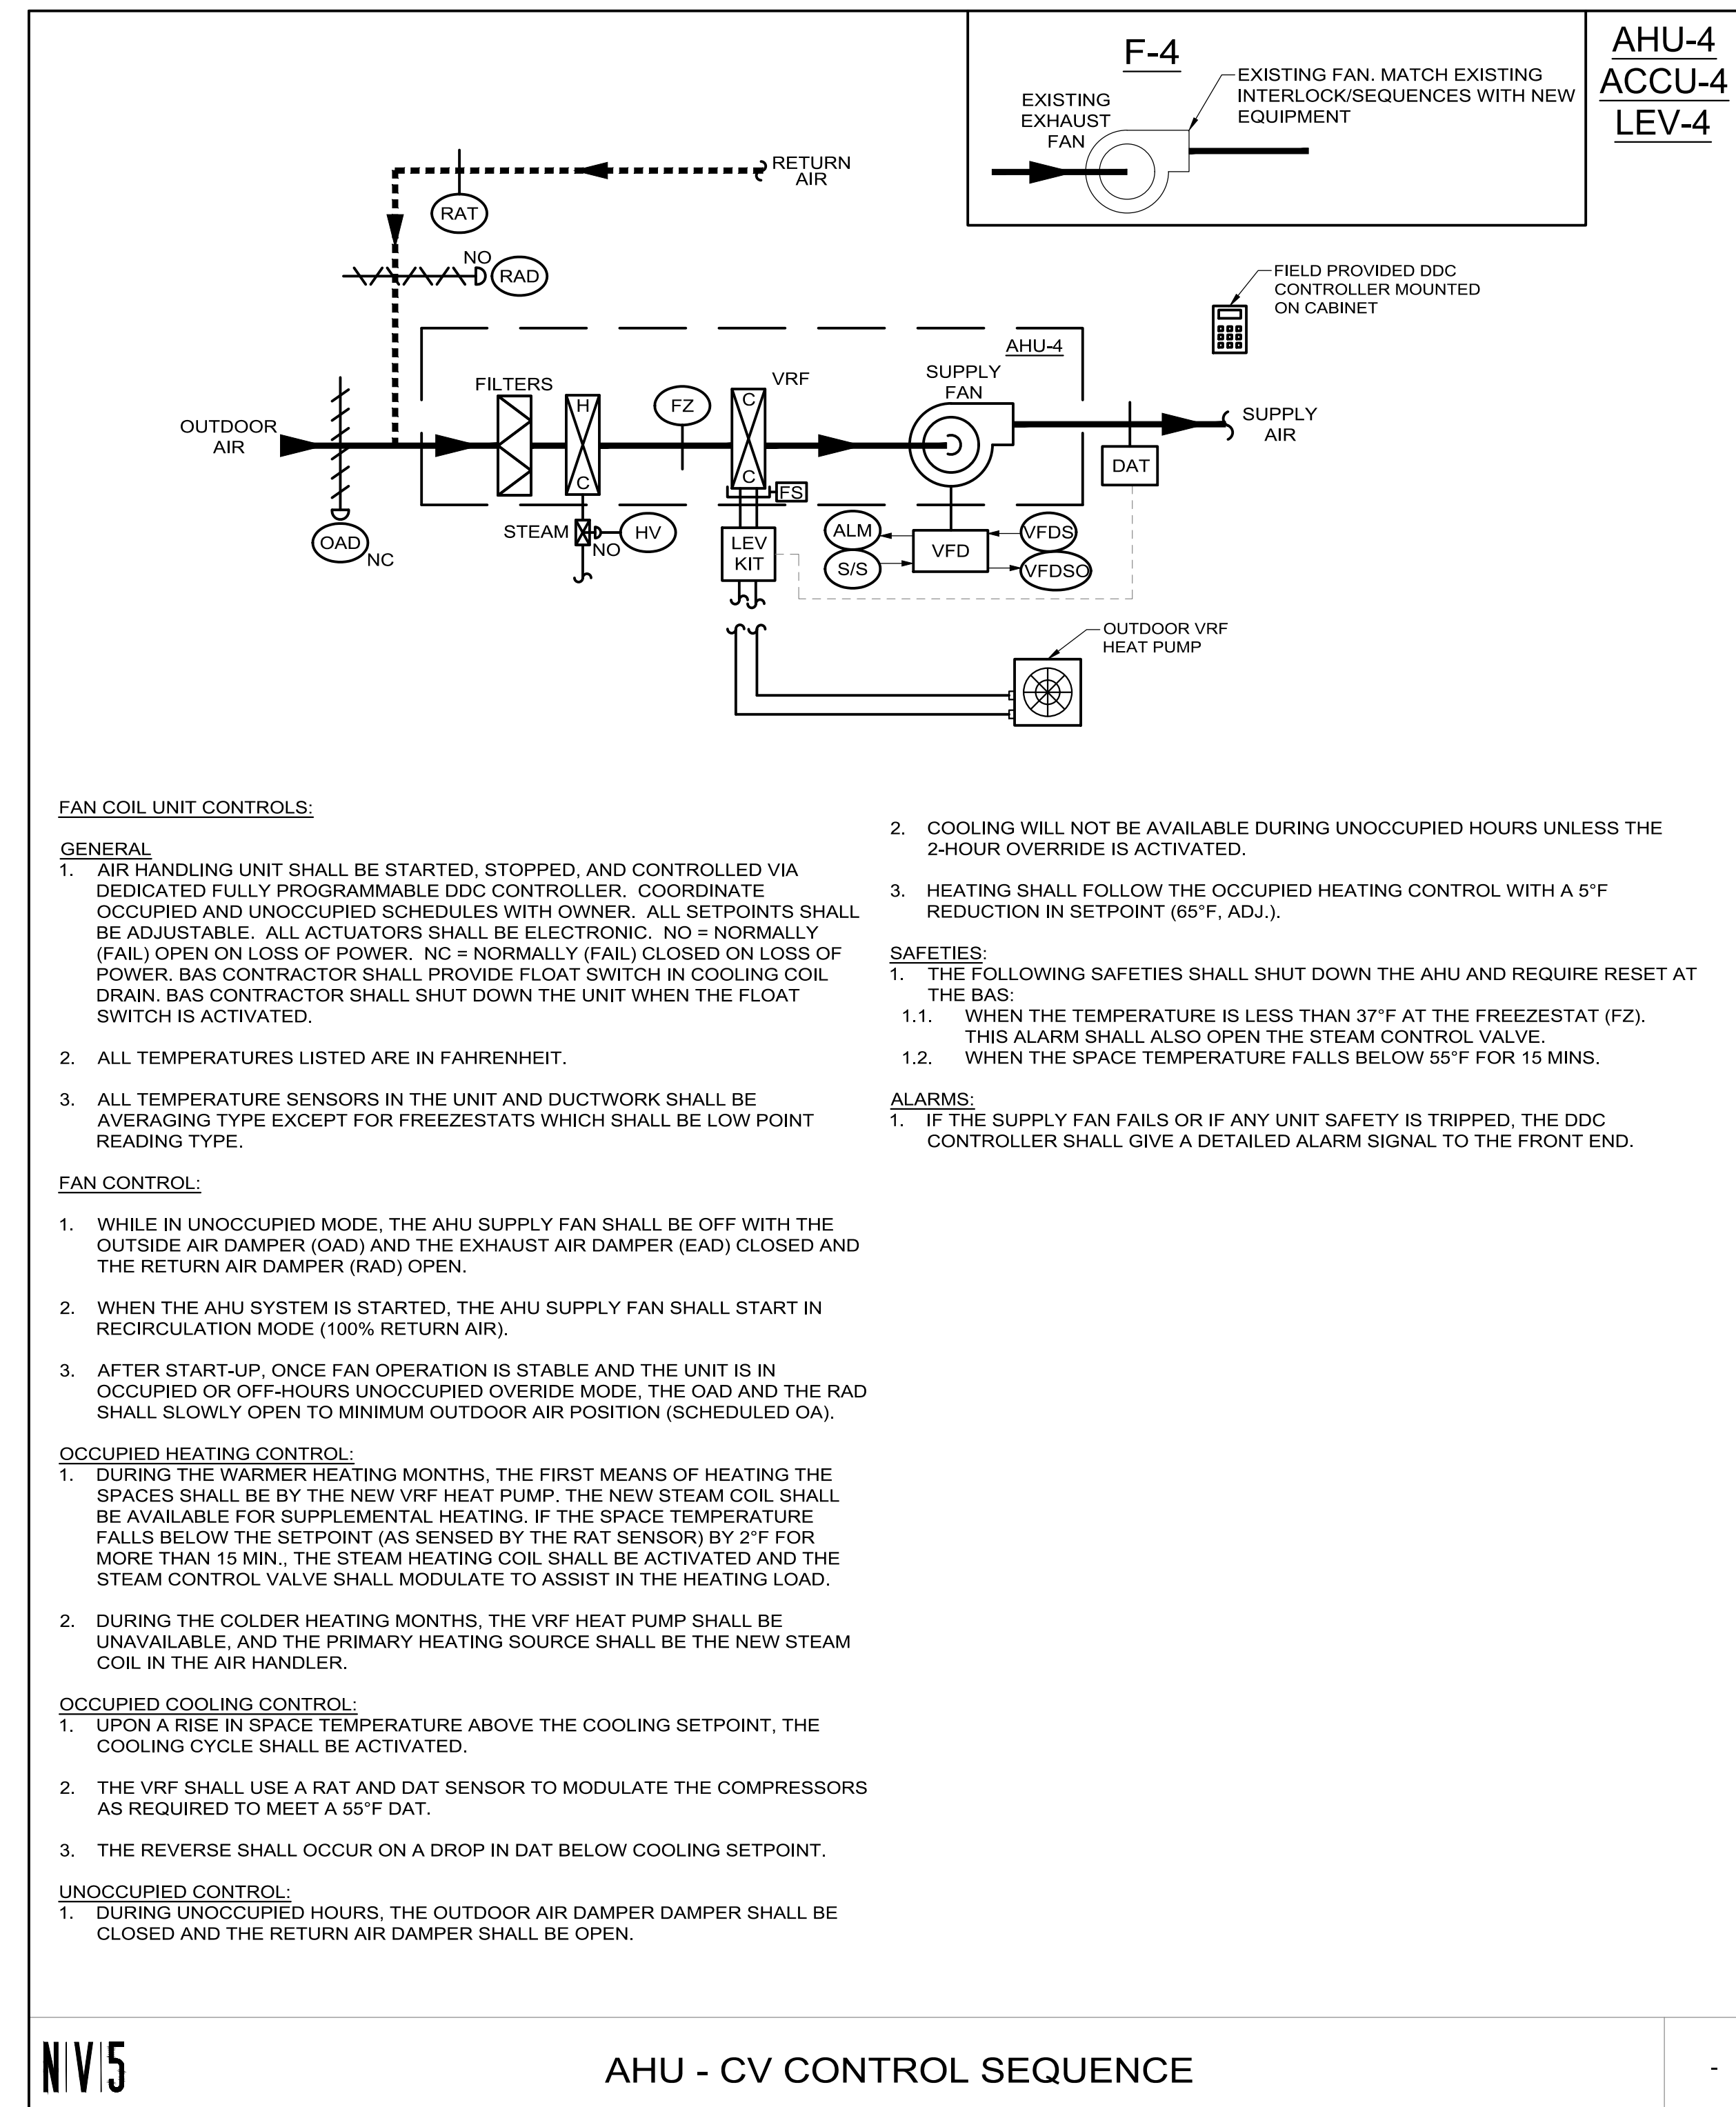 F-4
EXISTING
EXHAUST
FAN
EXISTING FAN. MATCH EXISTING
INTERLOCK/SEQUENCES WITH NEW
EQUIPMENT
AHU-4
ACCU-4
LEV-4
RETURN
AIR
RAT
NO
RAD
FIELD PROVIDED DDC
CONTROLLER MOUNTED
ON CABINET
AHU-4
FILTERS
H
C
FZ
VRF
C
C
SUPPLY
FAN
OUTDOOR
AIR
SUPPLY
AIR
DAT
FS
OAD
NC
STEAM
NO
HV
LEV
KIT
ALM
S/S
VFD
VFDS
VFDSO
OUTDOOR VRF
HEAT PUMP
FAN COIL UNIT CONTROLS:
GENERAL
1. AIR HANDLING UNIT SHALL BE STARTED, STOPPED, AND CONTROLLED VIA
DEDICATED FULLY PROGRAMMABLE DDC CONTROLLER. COORDINATE
OCCUPIED AND UNOCCUPIED SCHEDULES WITH OWNER. ALL SETPOINTS SHALL
BE ADJUSTABLE. ALL ACTUATORS SHALL BE ELECTRONIC. NO = NORMALLY
(FAIL) OPEN ON LOSS OF POWER. NC = NORMALLY (FAIL) CLOSED ON LOSS OF
POWER. BAS CONTRACTOR SHALL PROVIDE FLOAT SWITCH IN COOLING COIL
DRAIN. BAS CONTRACTOR SHALL SHUT DOWN THE UNIT WHEN THE FLOAT
SWITCH IS ACTIVATED.
2. ALL TEMPERATURES LISTED ARE IN FAHRENHEIT.
3. ALL TEMPERATURE SENSORS IN THE UNIT AND DUCTWORK SHALL BE
AVERAGING TYPE EXCEPT FOR FREEZESTATS WHICH SHALL BE LOW POINT
READING TYPE.
FAN CONTROL:
1. WHILE IN UNOCCUPIED MODE, THE AHU SUPPLY FAN SHALL BE OFF WITH THE
OUTSIDE AIR DAMPER (OAD) AND THE EXHAUST AIR DAMPER (EAD) CLOSED AND
THE RETURN AIR DAMPER (RAD) OPEN.
2. WHEN THE AHU SYSTEM IS STARTED, THE AHU SUPPLY FAN SHALL START IN
RECIRCULATION MODE (100% RETURN AIR).
3. AFTER START-UP, ONCE FAN OPERATION IS STABLE AND THE UNIT IS IN
OCCUPIED OR OFF-HOURS UNOCCUPIED OVERIDE MODE, THE OAD AND THE RAD
SHALL SLOWLY OPEN TO MINIMUM OUTDOOR AIR POSITION (SCHEDULED OA).
OCCUPIED HEATING CONTROL:
1. DURING THE WARMER HEATING MONTHS, THE FIRST MEANS OF HEATING THE
SPACES SHALL BE BY THE NEW VRF HEAT PUMP. THE NEW STEAM COIL SHALL
BE AVAILABLE FOR SUPPLEMENTAL HEATING. IF THE SPACE TEMPERATURE
FALLS BELOW THE SETPOINT (AS SENSED BY THE RAT SENSOR) BY 2°F FOR
MORE THAN 15 MIN., THE STEAM HEATING COIL SHALL BE ACTIVATED AND THE
STEAM CONTROL VALVE SHALL MODULATE TO ASSIST IN THE HEATING LOAD.
2. DURING THE COLDER HEATING MONTHS, THE VRF HEAT PUMP SHALL BE
UNAVAILABLE, AND THE PRIMARY HEATING SOURCE SHALL BE THE NEW STEAM
COIL IN THE AIR HANDLER.
OCCUPIED COOLING CONTROL:
1. UPON A RISE IN SPACE TEMPERATURE ABOVE THE COOLING SETPOINT, THE
COOLING CYCLE SHALL BE ACTIVATED.
2. THE VRF SHALL USE A RAT AND DAT SENSOR TO MODULATE THE COMPRESSORS
AS REQUIRED TO MEET A 55°F DAT.
3. THE REVERSE SHALL OCCUR ON A DROP IN DAT BELOW COOLING SETPOINT.
UNOCCUPIED CONTROL:
1. DURING UNOCCUPIED HOURS, THE OUTDOOR AIR DAMPER DAMPER SHALL BE
CLOSED AND THE RETURN AIR DAMPER SHALL BE OPEN.
2. COOLING WILL NOT BE AVAILABLE DURING UNOCCUPIED HOURS UNLESS THE
2-HOUR OVERRIDE IS ACTIVATED.
3. HEATING SHALL FOLLOW THE OCCUPIED HEATING CONTROL WITH A 5°F
REDUCTION IN SETPOINT (65°F, ADJ.).
SAFETIES:
1. THE FOLLOWING SAFETIES SHALL SHUT DOWN THE AHU AND REQUIRE RESET AT
THE BAS:
1.1. WHEN THE TEMPERATURE IS LESS THAN 37°F AT THE FREEZESTAT (FZ).
THIS ALARM SHALL ALSO OPEN THE STEAM CONTROL VALVE.
1.2. WHEN THE SPACE TEMPERATURE FALLS BELOW 55°F FOR 15 MINS.
ALARMS:
1. IF THE SUPPLY FAN FAILS OR IF ANY UNIT SAFETY IS TRIPPED, THE DDC
CONTROLLER SHALL GIVE A DETAILED ALARM SIGNAL TO THE FRONT END.
N|V|5
AHU - CV CONTROL SEQUENCE
-